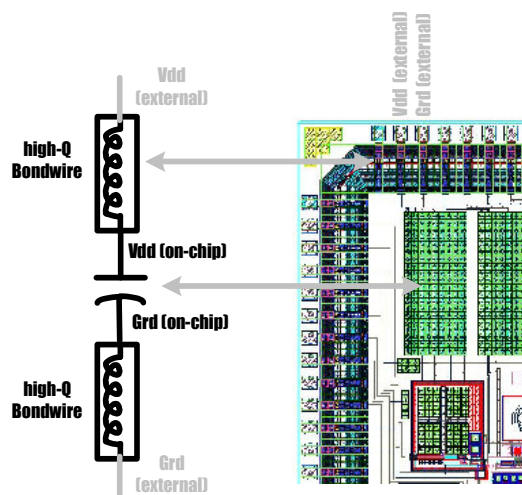 Vdd
(external)
high-Q
Bondwire
Vdd (on-chip)
Grd (on-chip)
high-Q
Bondwire
Grd
(external)
Vdd (external)
Grd (external)